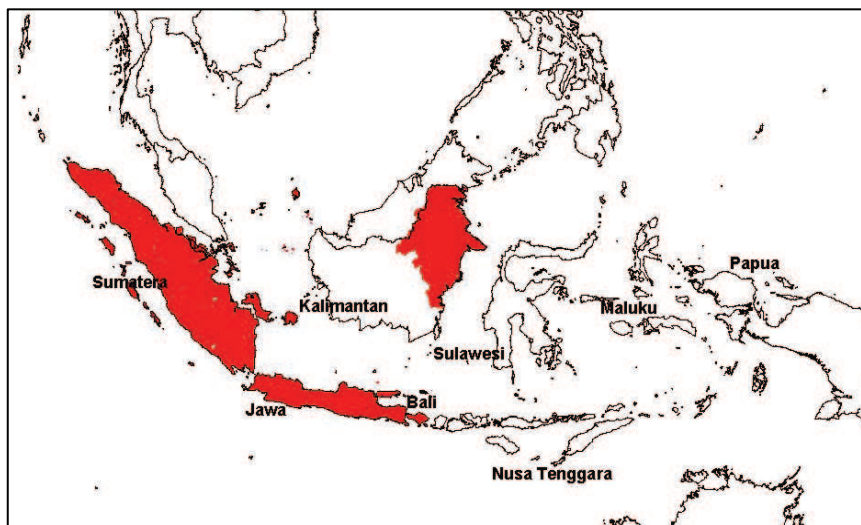 Papua
Sumatera
Kalimantan
Maluku
Sulawesi
Bali
Jawa
Nusa Tenggara